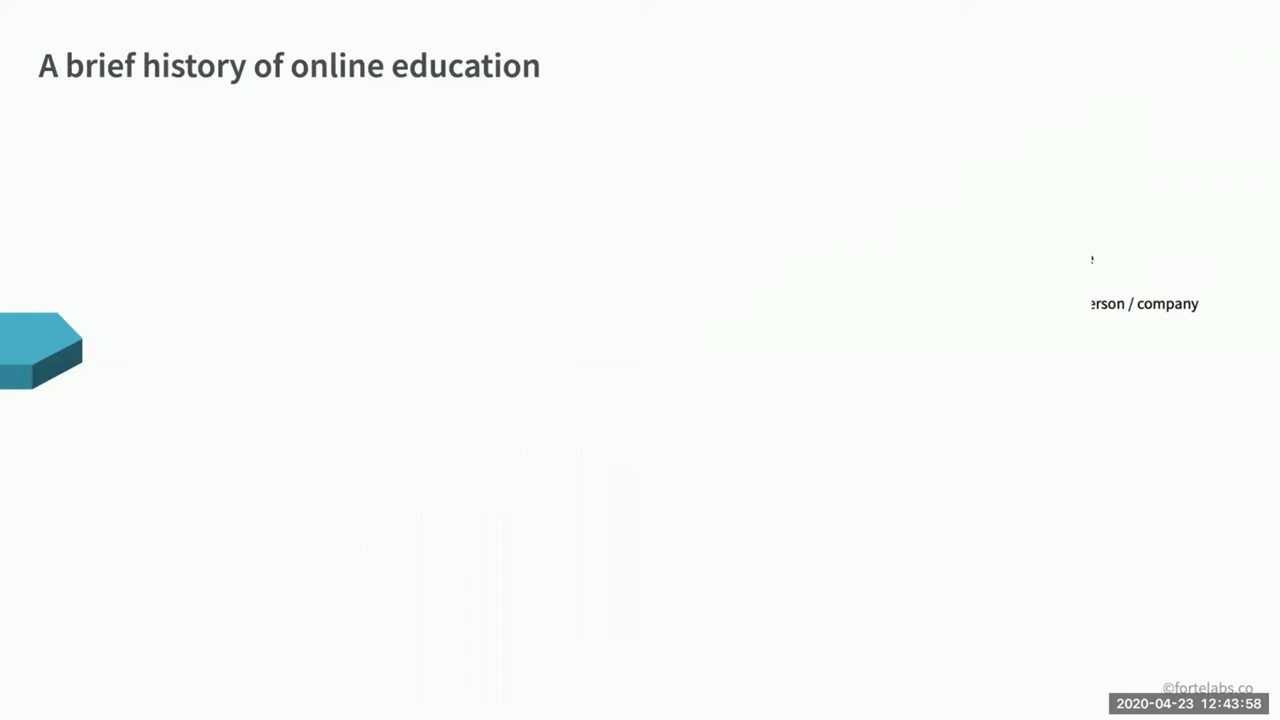 A brief history of online education
e
erson / company
©fortelabs.co
2020-04-23 12:43:58